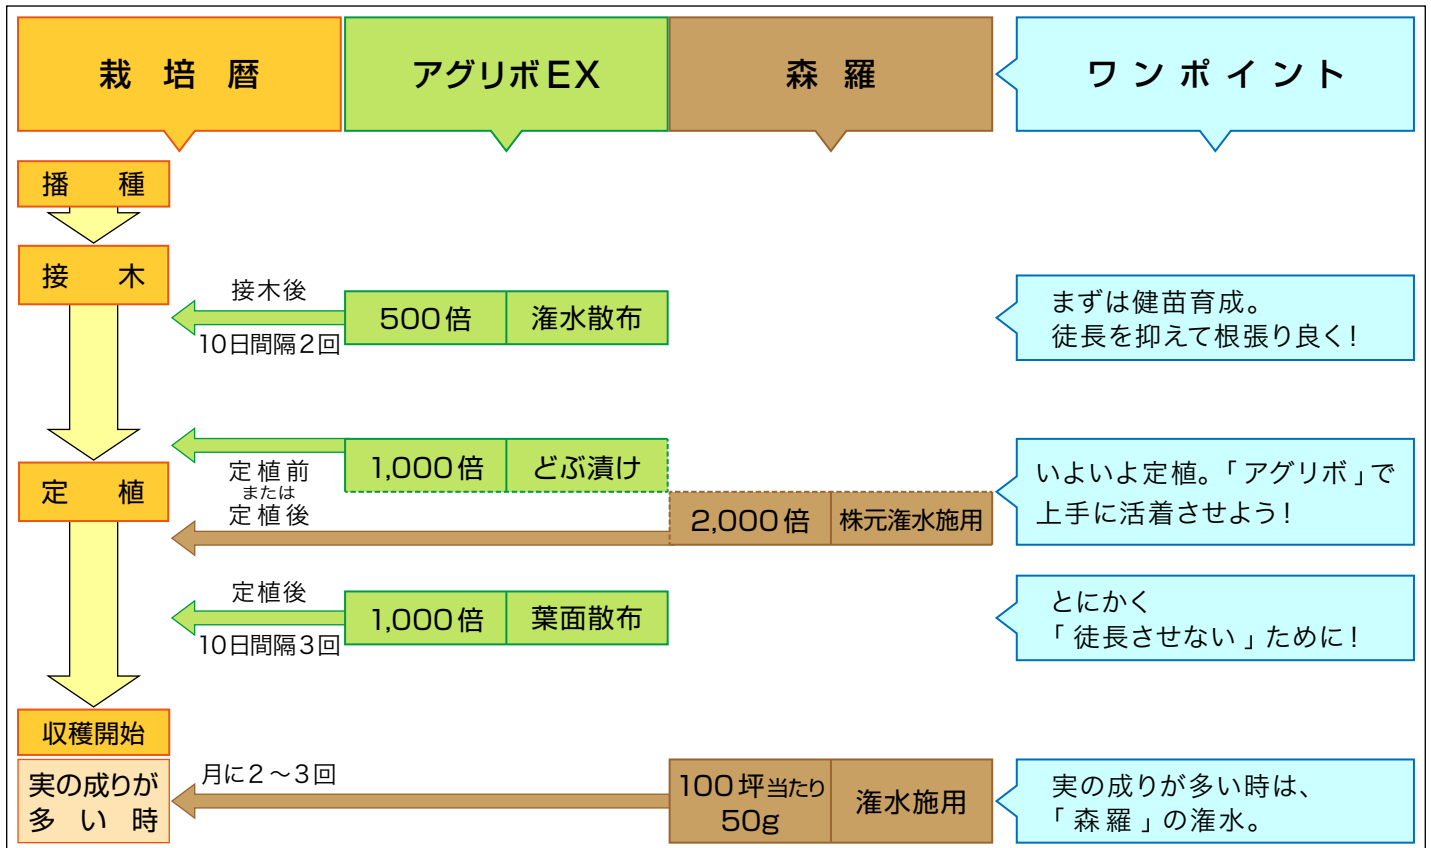 栽培暦
アグリボEX
森羅
ワンポイント
播種
接木
接木後
10日間隔2回
500倍
潅水散布
まずは健苗育成。
徒長を抑えて根張り良く!
定植
定植前
または
定植後
1,000倍
どぶ漬け
2,000倍
株元潅水施用
いよいよ定植。「アグリボ」で
上手に活着させよう!
定植後
10日間隔3回
1,000倍
葉面散布
とにかく
「徒長させない」ために!
収穫開始
実の成りが
多い時
月に2~3回
100坪当たり
50g
潅水施用
実の成りが多い時は、
「森羅」の潅水。